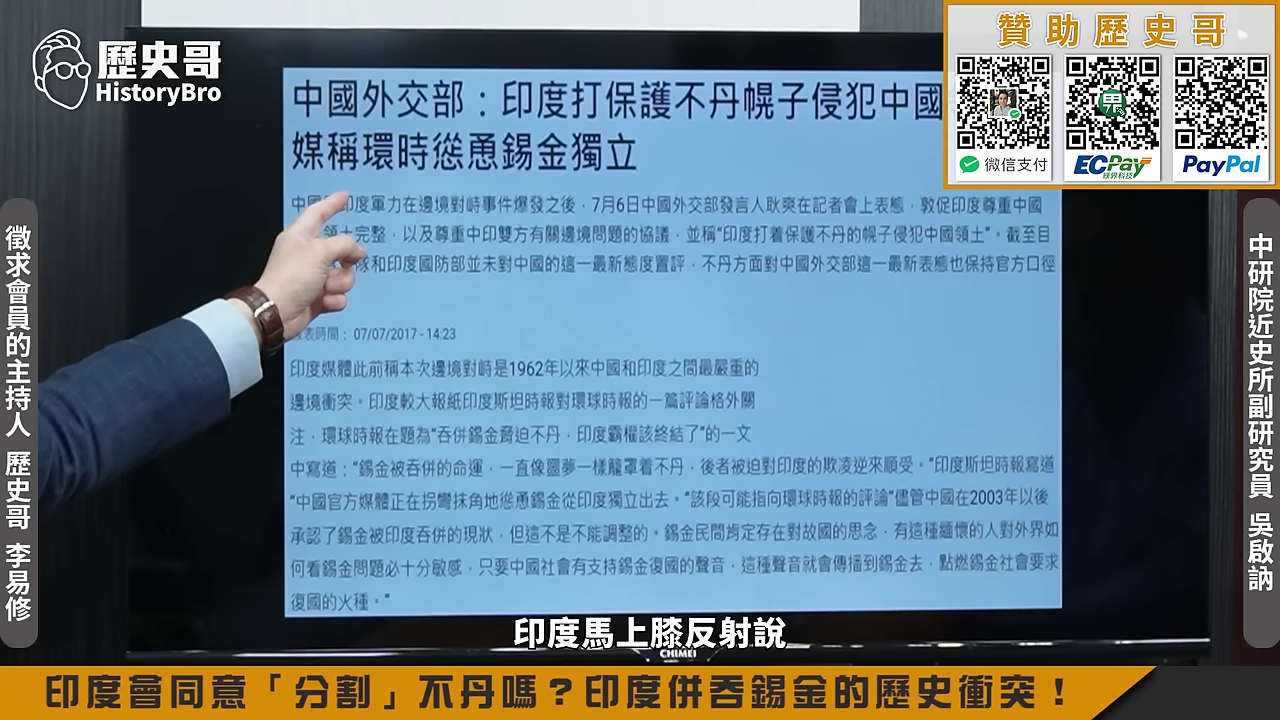 歷史哥
HistoryBro
贊助歷史哥
微信支付
ECPay
綠界科技
PayPal
中國外交部：印度打保護不丹幌子侵犯中國
媒稱環時慫恿錫金獨立
印度軍力在邊境對峙事件爆發之後，7月6日中國外交部發言人耿爽在記者會上表態，敦促印度尊重中國
領土完整，以及尊重中印雙方有關邊境問題的協議，並稱“印度打着保護不丹的幌子侵犯中國領土”。截至目
隊和印度國防部並未對中國的這一最新態度置評，不丹方面對中國外交部這一最新表態也保持官方口徑
發表時間： 07/07/2017 - 14:23
印度媒體此前稱本次邊境對峙是1962年以來中國和印度之間最嚴重的
邊境衝突。印度較大報紙印度斯坦時報對環球時報的一篇評論格外關
注，環球時報在題為“吞併錫金脅迫不丹，印度霸權該終結了”的一文
中寫道：“錫金被吞併的命運，一直像噩夢一樣籠罩着不丹，後者被迫對印度的欺凌逆來順受。”印度斯坦時報寫道
“中國官方媒體正在拐彎抹角地慫恿錫金從印度獨立出去。”該段可能指向環球時報的評論“儘管中國在2003年以後
承認了錫金被印度吞併的現狀，但這不是不能調整的。錫金民間肯定存在對故國的思念，有這種緬懷的人對外界如
何看錫金問題必十分敏感，只要中國社會有支持錫金復國的聲音，這種聲音就會傳播到錫金去，點燃錫金社會要求
復國的火種。”
徵求會員的主持人 歷史哥 李易修
中研院近史所副研究員 吳啟訥
印度馬上膝反射說
CHIMEI
印度會同意「分割」不丹嗎？印度併吞錫金的歷史衝突！